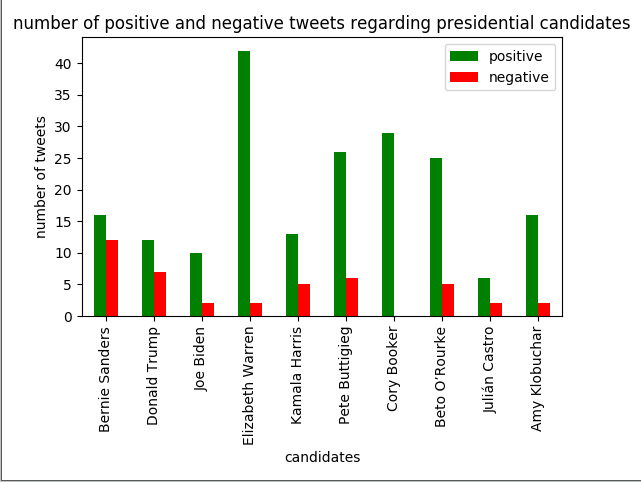 number of positive and negative tweets regarding presidential candidates
positive
negative
number of tweets
40
35
30
25
20
15
10
5
0
Bernie Sanders
Donald Trump
Joe Biden
Elizabeth Warren
Kamala Harris
Pete Buttigieg
Cory Booker
Beto O’Rourke
Julián Castro
Amy Klobuchar
candidates